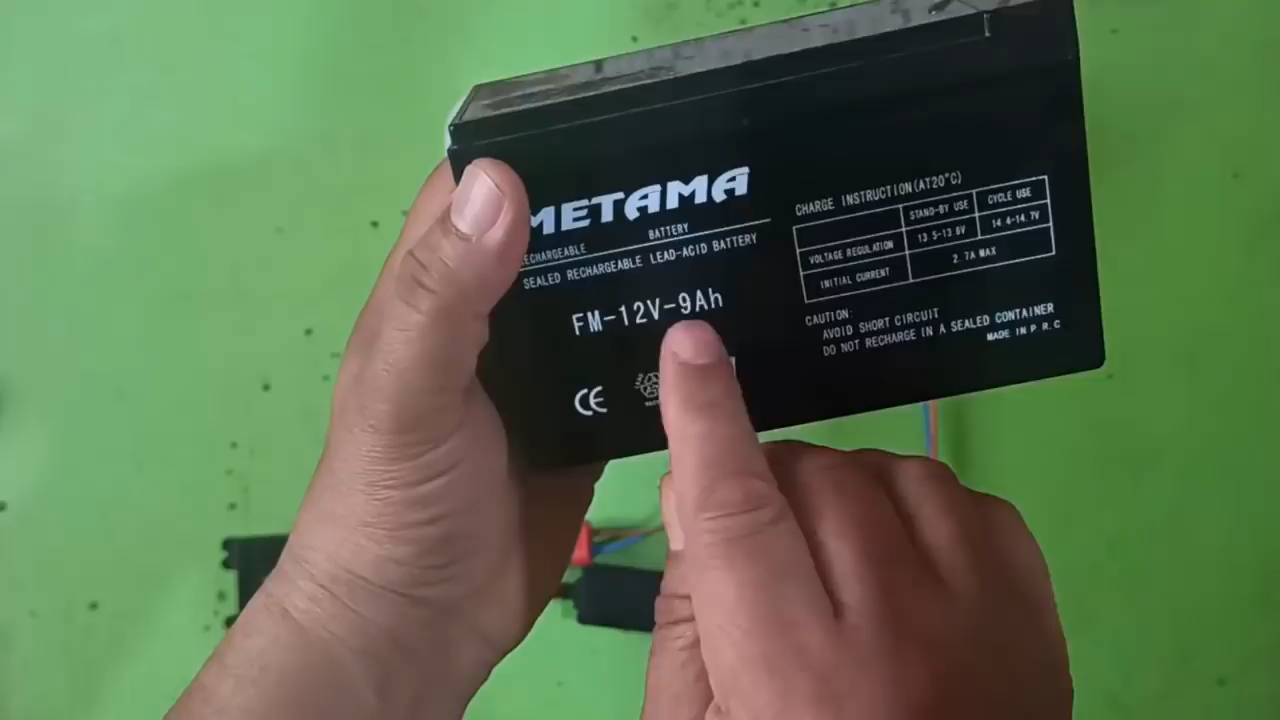 METAMA
RECHARGEABLE BATTERY
SEALED RECHARGEABLE LEAD-ACID BATTERY
FM-12V-9Ah
CE
CHARGE INSTRUCTION(AT20°C)
STAND-BY USE CYCLE USE
VOLTAGE REGULATION 13.5-13.8V 14.4-14.7V
INITIAL CURRENT 2.7A MAX
CAUTION:
AVOID SHORT CIRCUIT
DO NOT RECHARGE IN A SEALED CONTAINER
MADE IN P.R.C